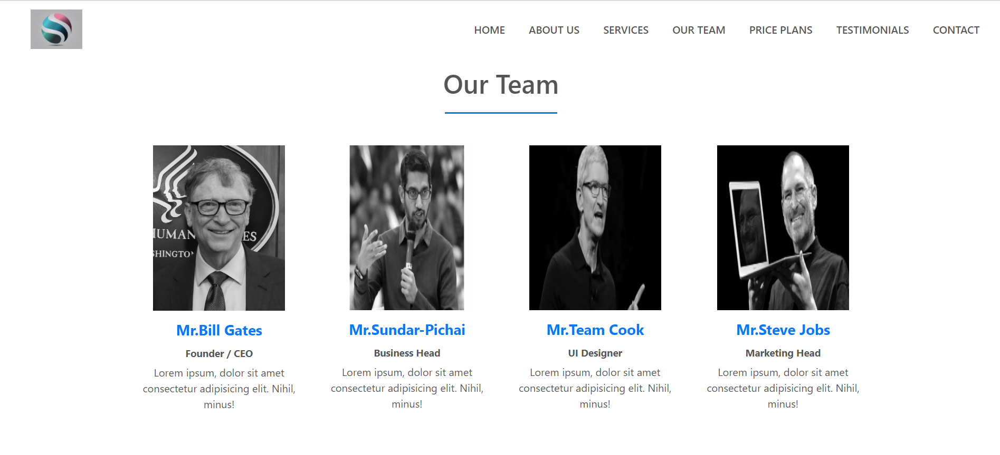 HOME ABOUT US SERVICES OUR TEAM PRICE PLANS TESTIMONIALS CONTACT
Our Team
HUMAN ES
SHINGTO
Mr.Bill Gates
Founder / CEO
Lorem ipsum, dolor sit amet
consectetur adipisicing elit. Nihil,
minus!
Mr.Sundar-Pichai
Business Head
Lorem ipsum, dolor sit amet
consectetur adipisicing elit. Nihil,
minus!
Mr.Team Cook
UI Designer
Lorem ipsum, dolor sit amet
consectetur adipisicing elit. Nihil,
minus!
Mr.Steve Jobs
Marketing Head
Lorem ipsum, dolor sit amet
consectetur adipisicing elit. Nihil,
minus!